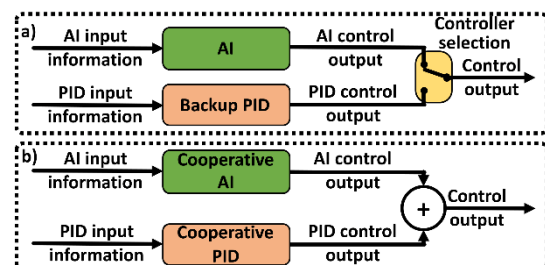 a)
AI input
information
AI
AI control
output
Controller
selection
PID input
information
Backup PID
PID control
output
Control
output
b)
AI input
information
Cooperative
AI
AI control
output
PID input
information
Cooperative
PID
PID control
output
+
Control
output